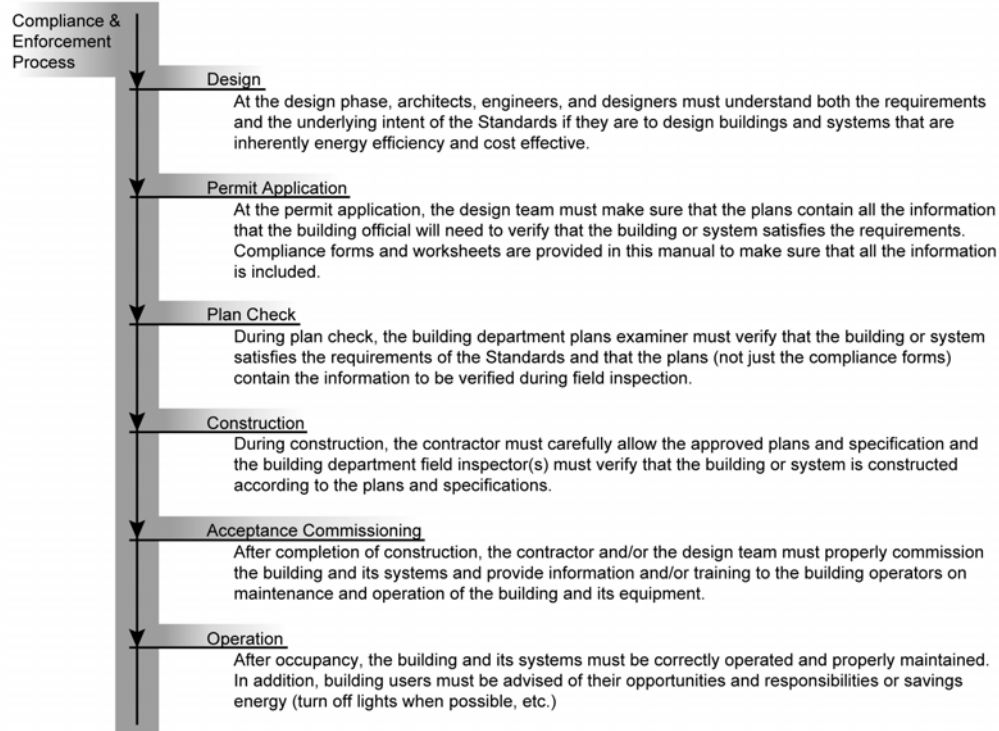 Compliance &
Enforcement
Process
Design
At the design phase, architects, engineers, and designers must understand both the requirements
and the underlying intent of the Standards if they are to design buildings and systems that are
inherently energy efficiency and cost effective.
Permit Application
At the permit application, the design team must make sure that the plans contain all the information
that the building official will need to verify that the building or system satisfies the requirements.
Compliance forms and worksheets are provided in this manual to make sure that all the information
is included.
Plan Check
During plan check, the building department plans examiner must verify that the building or system
satisfies the requirements of the Standards and that the plans (not just the compliance forms)
contain the information to be verified during field inspection.
Construction
During construction, the contractor must carefully allow the approved plans and specification and
the building department field inspector(s) must verify that the building or system is constructed
according to the plans and specifications.
Acceptance Commissioning
After completion of construction, the contractor and/or the design team must properly commission
the building and its systems and provide information and/or training to the building operators on
maintenance and operation of the building and its equipment.
Operation
After occupancy, the building and its systems must be correctly operated and properly maintained.
In addition, building users must be advised of their opportunities and responsibilities or savings
energy (turn off lights when possible, etc.)